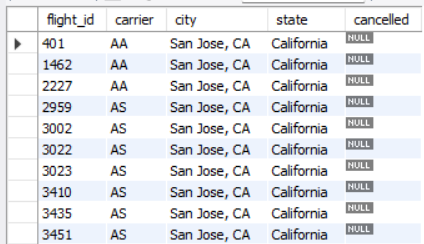 flight_id carrier city state cancelled
401 AA San Jose, CA California NULL
1462 AA San Jose, CA California NULL
2227 AA San Jose, CA California NULL
2959 AS San Jose, CA California NULL
3002 AS San Jose, CA California NULL
3022 AS San Jose, CA California NULL
3023 AS San Jose, CA California NULL
3410 AS San Jose, CA California NULL
3435 AS San Jose, CA California NULL
3451 AS San Jose, CA California NULL